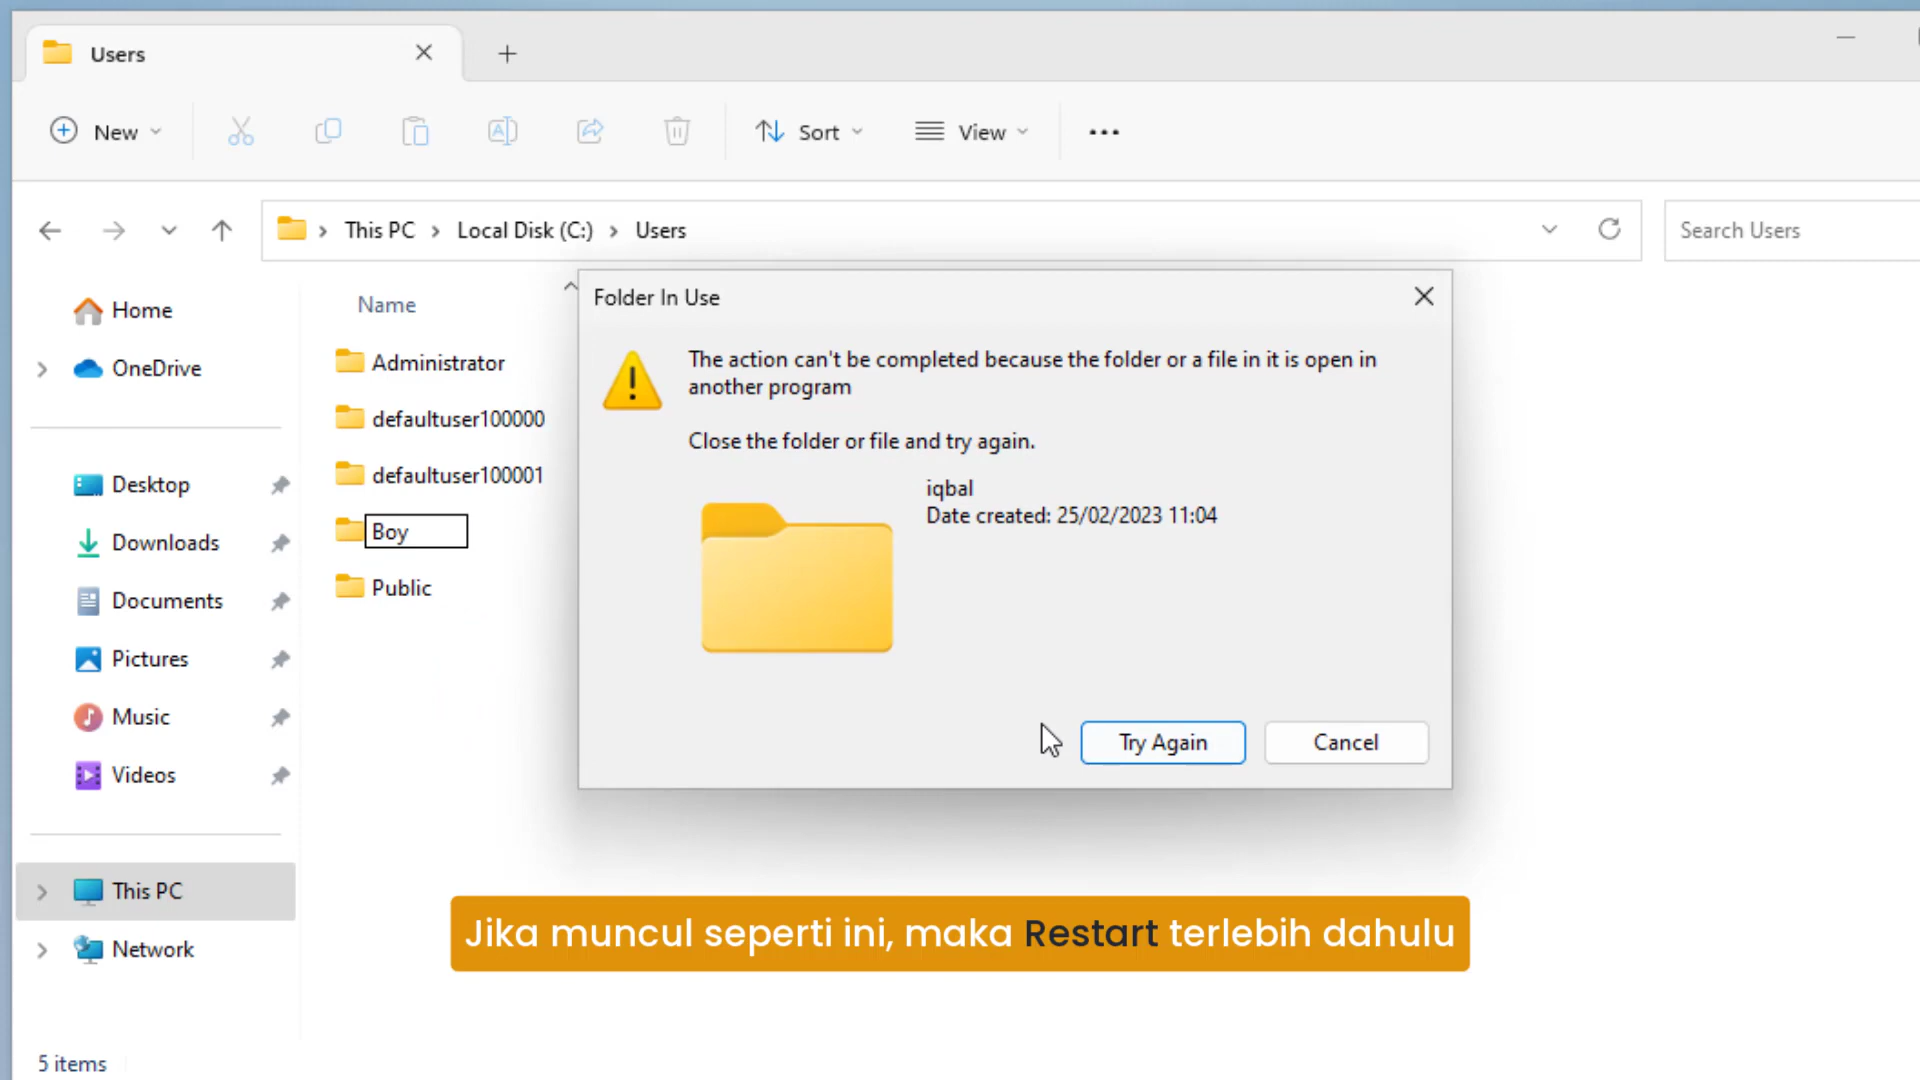 Users
New
Sort
View
This PC
Local Disk (C:)
Users
Search Users
Home
OneDrive
Desktop
Downloads
Documents
Pictures
Music
Videos
This PC
Network
5 items
Name
Administrator
defaultuser100000
defaultuser100001
Boy
Public
Folder In Use
The action can't be completed because the folder or a file in it is open in
another program
Close the folder or file and try again.
iqbal
Date created: 25/02/2023 11:04
Try Again
Cancel
Jika muncul seperti ini, maka Restart terlebih dahulu